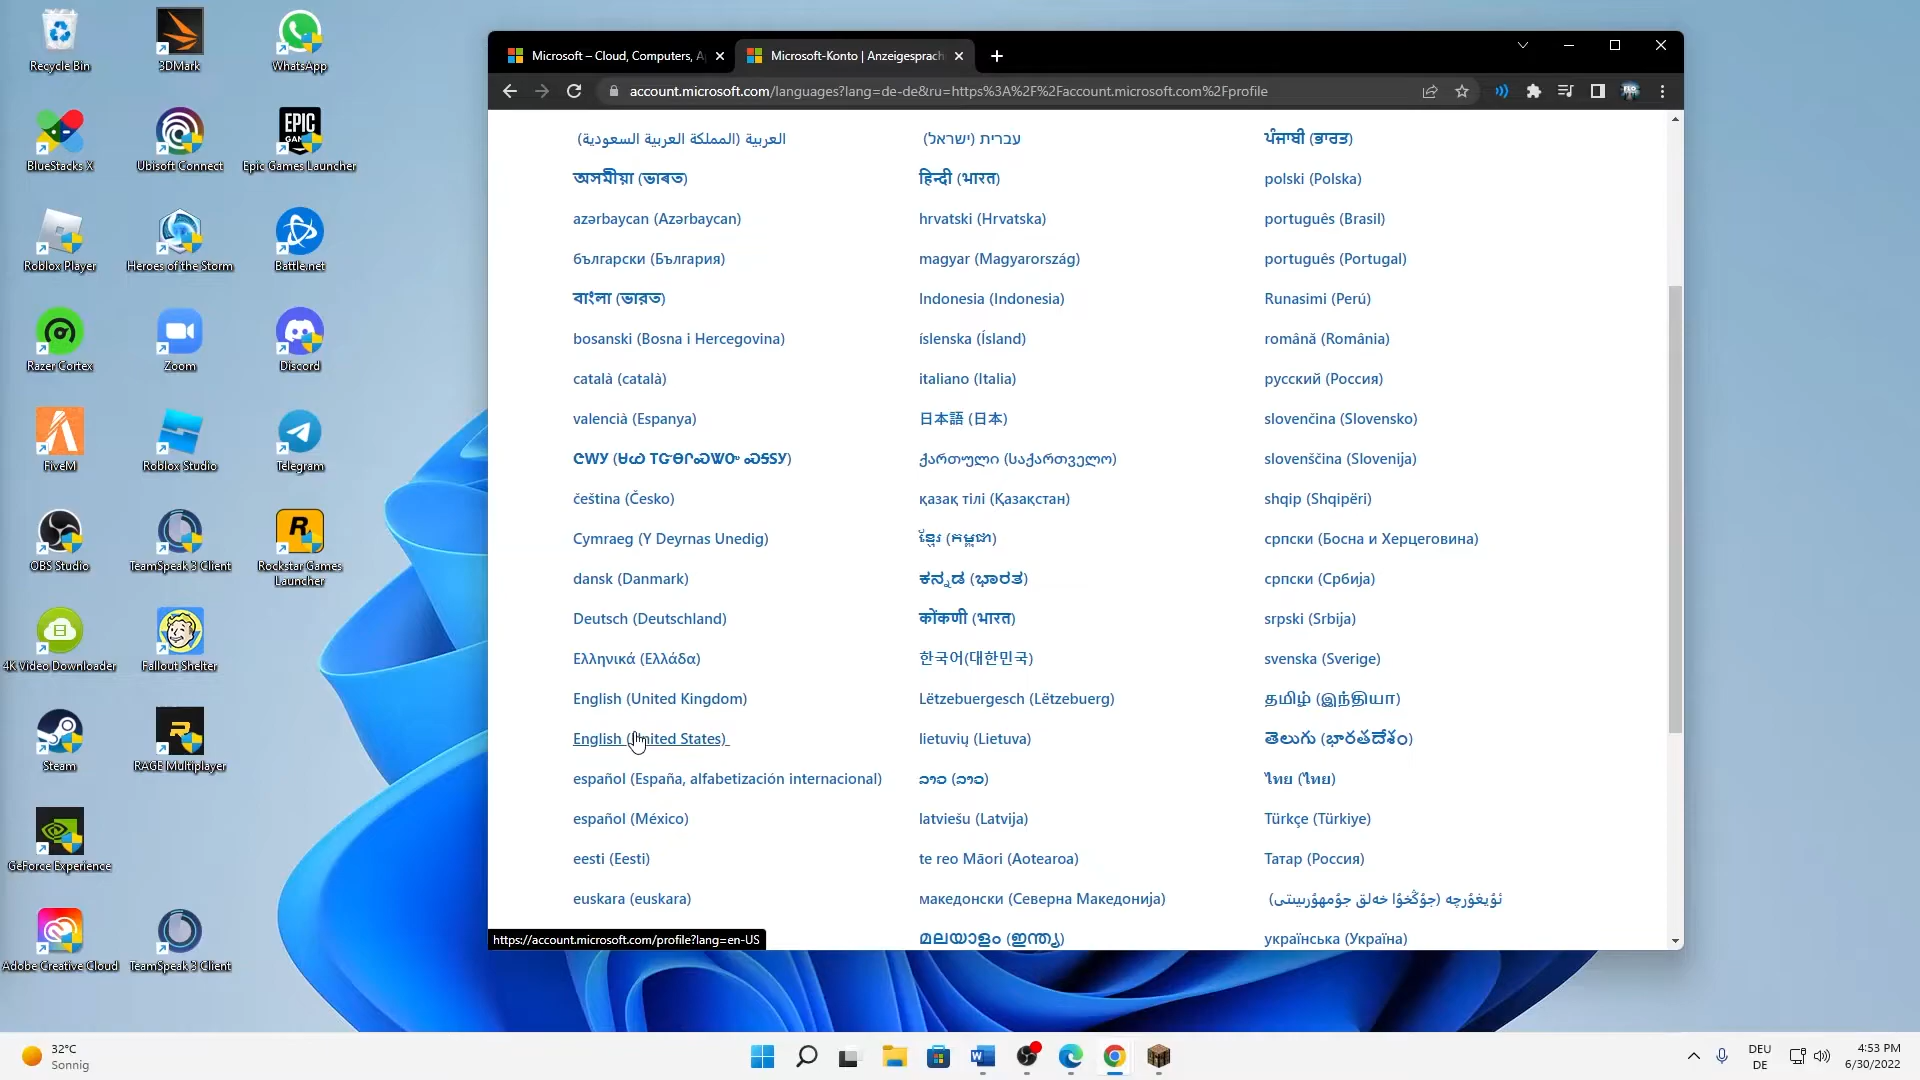 Recycle Bin
3DMark
WhatsApp
BlueStacks X
Ubisoft Connect
Epic Games Launcher
Roblox Player
Heroes of the Storm
Battle.net
Razer Cortex
Zoom
Discord
FiveM
Roblox Studio
Telegram
OBS Studio
TeamSpeak 3 Client
Rockstar Games
Launcher
4K Video Downloader
Fallout Shelter
Steam
RAGE Multiplayer
GeForce Experience
Adobe Creative Cloud
TeamSpeak 3 Client
Microsoft – Cloud, Computers, A
Microsoft-Konto | Anzeigesprach
account.microsoft.com/languages?lang=de-de&ru=https%3A%2F%2Faccount.microsoft.com%2Fprofile
العربية (المملكة العربية السعودية)
অসমীয়া (ভাৰত)
azərbaycan (Azərbaycan)
български (България)
বাংলা (ভারত)
bosanski (Bosna i Hercegovina)
català (català)
valencià (Espanya)
ᏣᎳᎩ (ᏌᏊ ᎢᏳᎾᎵᏍᏔᏅ ᏍᎦᏚᎩ)
čeština (Česko)
Cymraeg (Y Deyrnas Unedig)
dansk (Danmark)
Deutsch (Deutschland)
Ελληνικά (Ελλάδα)
English (United Kingdom)
English (United States)
español (España, alfabetización internacional)
español (México)
eesti (Eesti)
euskara (euskara)
עברית (ישראל)
हिन्दी (भारत)
hrvatski (Hrvatska)
magyar (Magyarország)
Indonesia (Indonesia)
íslenska (Ísland)
italiano (Italia)
日本語 (日本)
ქართული (საქართველო)
қазақ тілі (Қазақстан)
ខ្មែរ (កម្ពុជា)
ಕನ್ನಡ (ಭಾರತ)
कोंकणी (भारत)
한국어(대한민국)
Lëtzebuergesch (Lëtzebuerg)
lietuvių (Lietuva)
ລາວ (ລາວ)
latviešu (Latvija)
te reo Māori (Aotearoa)
македонски (Северна Македонија)
മലയാളം (ഇന്ത്യ)
ਪੰਜਾਬੀ (ਭਾਰਤ)
polski (Polska)
português (Brasil)
português (Portugal)
Runasimi (Perú)
română (România)
русский (Россия)
slovenčina (Slovensko)
slovenščina (Slovenija)
shqip (Shqipëri)
српски (Босна и Херцеговина)
српски (Србија)
srpski (Srbija)
svenska (Sverige)
தமிழ் (இந்தியா)
తెలుగు (భారతదేశం)
ไทย (ไทย)
Türkçe (Türkiye)
Татар (Россия)
ئۇيغۇرچە (جۇڭخۇا خەلق جۇمھۇرىيىتى)
українська (Україна)
https://account.microsoft.com/profile?lang=en-US
32°C
Sonnig
DEU
DE
4:53 PM
6/30/2022